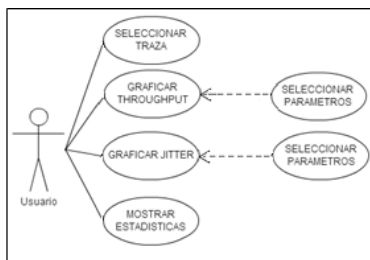 SELECCIONAR
TRAZA
GRAFICAR
THROUGHPUT
SELECCIONAR
PARAMETROS
GRAFICAR JITTER
SELECCIONAR
PARAMETROS
Usuario
MOSTRAR
ESTADISTICAS